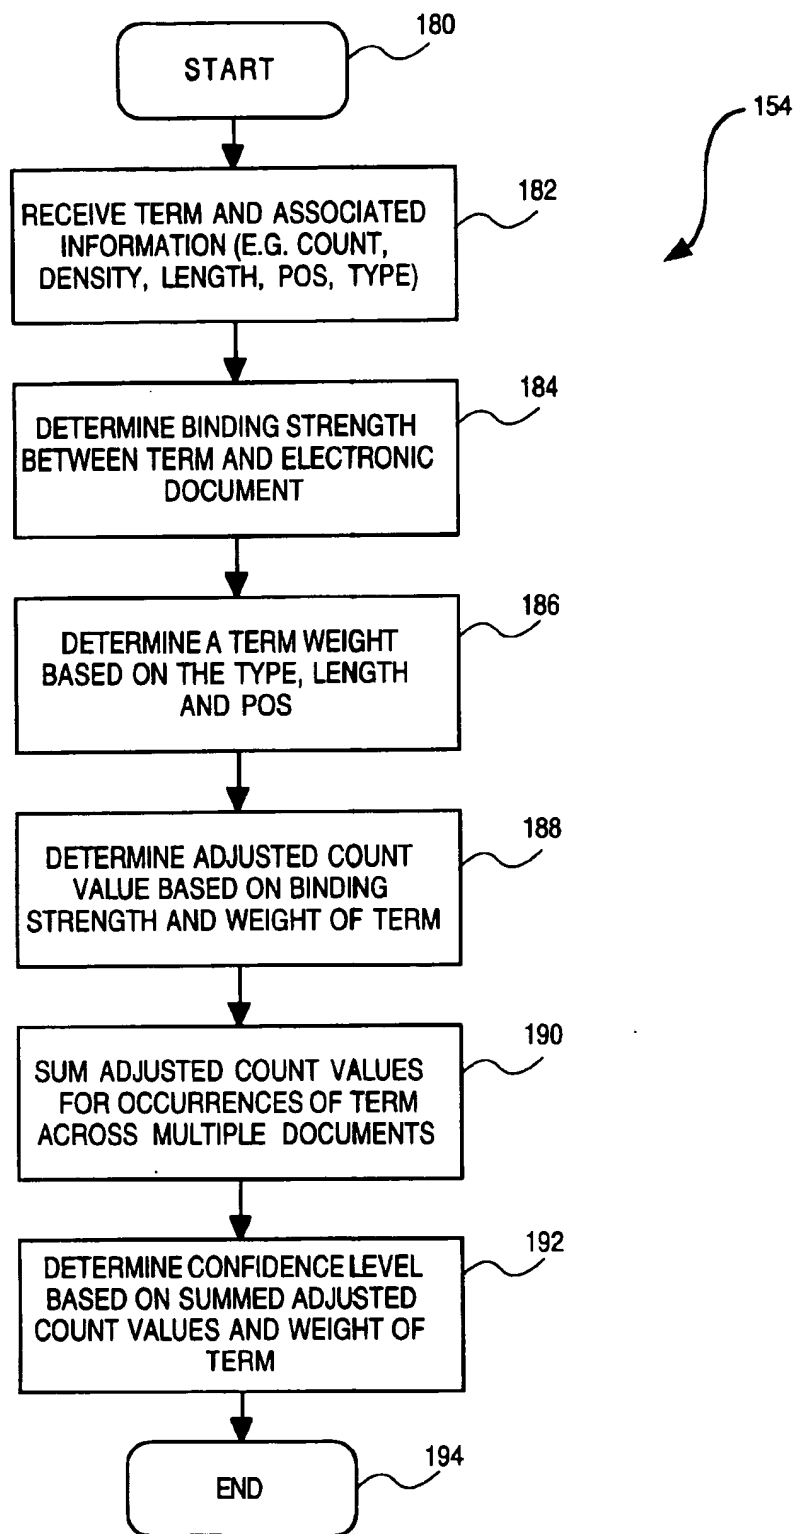 180
START
154
182
RECEIVE TERM AND ASSOCIATED
INFORMATION (E.G. COUNT,
DENSITY, LENGTH, POS, TYPE)
184
DETERMINE BINDING STRENGTH
BETWEEN TERM AND ELECTRONIC
DOCUMENT
186
DETERMINE A TERM WEIGHT
BASED ON THE TYPE, LENGTH
AND POS
188
DETERMINE ADJUSTED COUNT
VALUE BASED ON BINDING
STRENGTH AND WEIGHT OF TERM
190
SUM ADJUSTED COUNT VALUES
FOR OCCURRENCES OF TERM
ACROSS MULTIPLE DOCUMENTS
192
DETERMINE CONFIDENCE LEVEL
BASED ON SUMMED ADJUSTED
COUNT VALUES AND WEIGHT OF
TERM
END
194